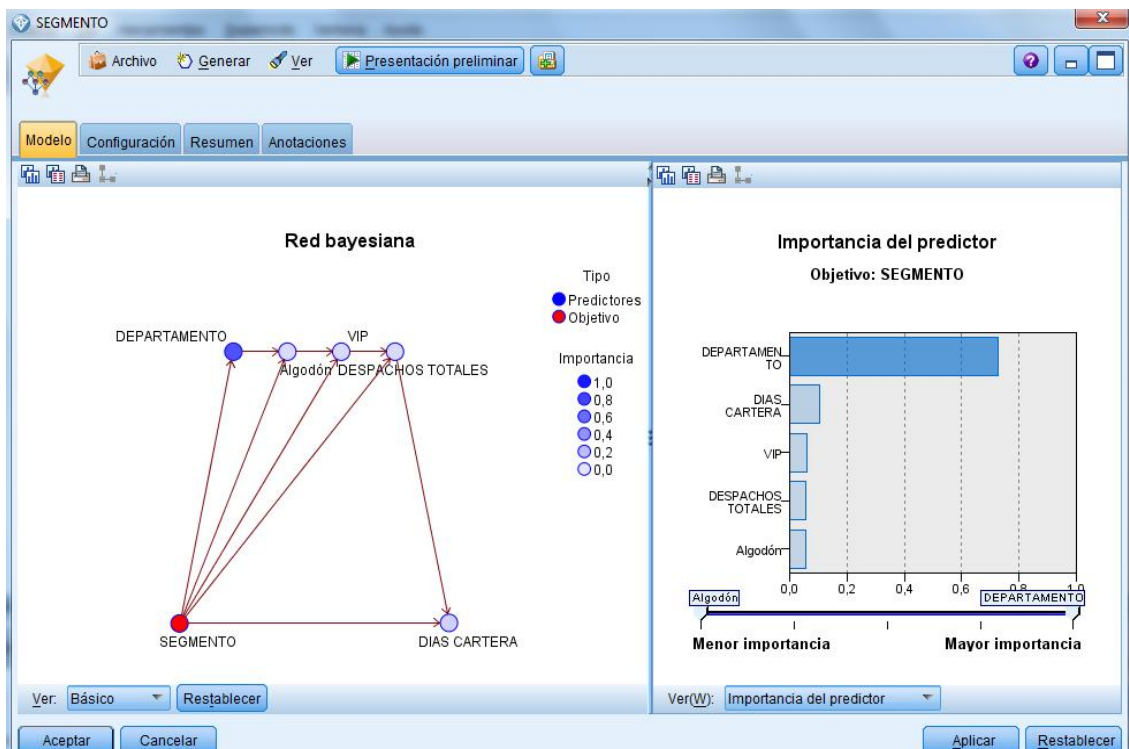 SEGMENTO
Archivo Generar Ver Presentación preliminar
Modelo Configuración Resumen Anotaciones
Red bayesiana
Tipo
Predictores
Objetivo
Importancia
1,0
0,8
0,6
0,4
0,2
0,0
DEPARTAMENTO
VIP
Algodón DESPACHOS TOTALES
SEGMENTO
DIAS CARTERA
Ver: Básico Restablecer
Importancia del predictor
Objetivo: SEGMENTO
DEPARTAMEN
TO
DIAS
CARTERA
VIP
DESPACHOS
TOTALES
Algodón
0,0 0,2 0,4 0,6 0,8 1,0
Algodón DEPARTAMENTO
Menor importancia Mayor importancia
Ver(W): Importancia del predictor
Aceptar Cancelar Aplicar Restablecer